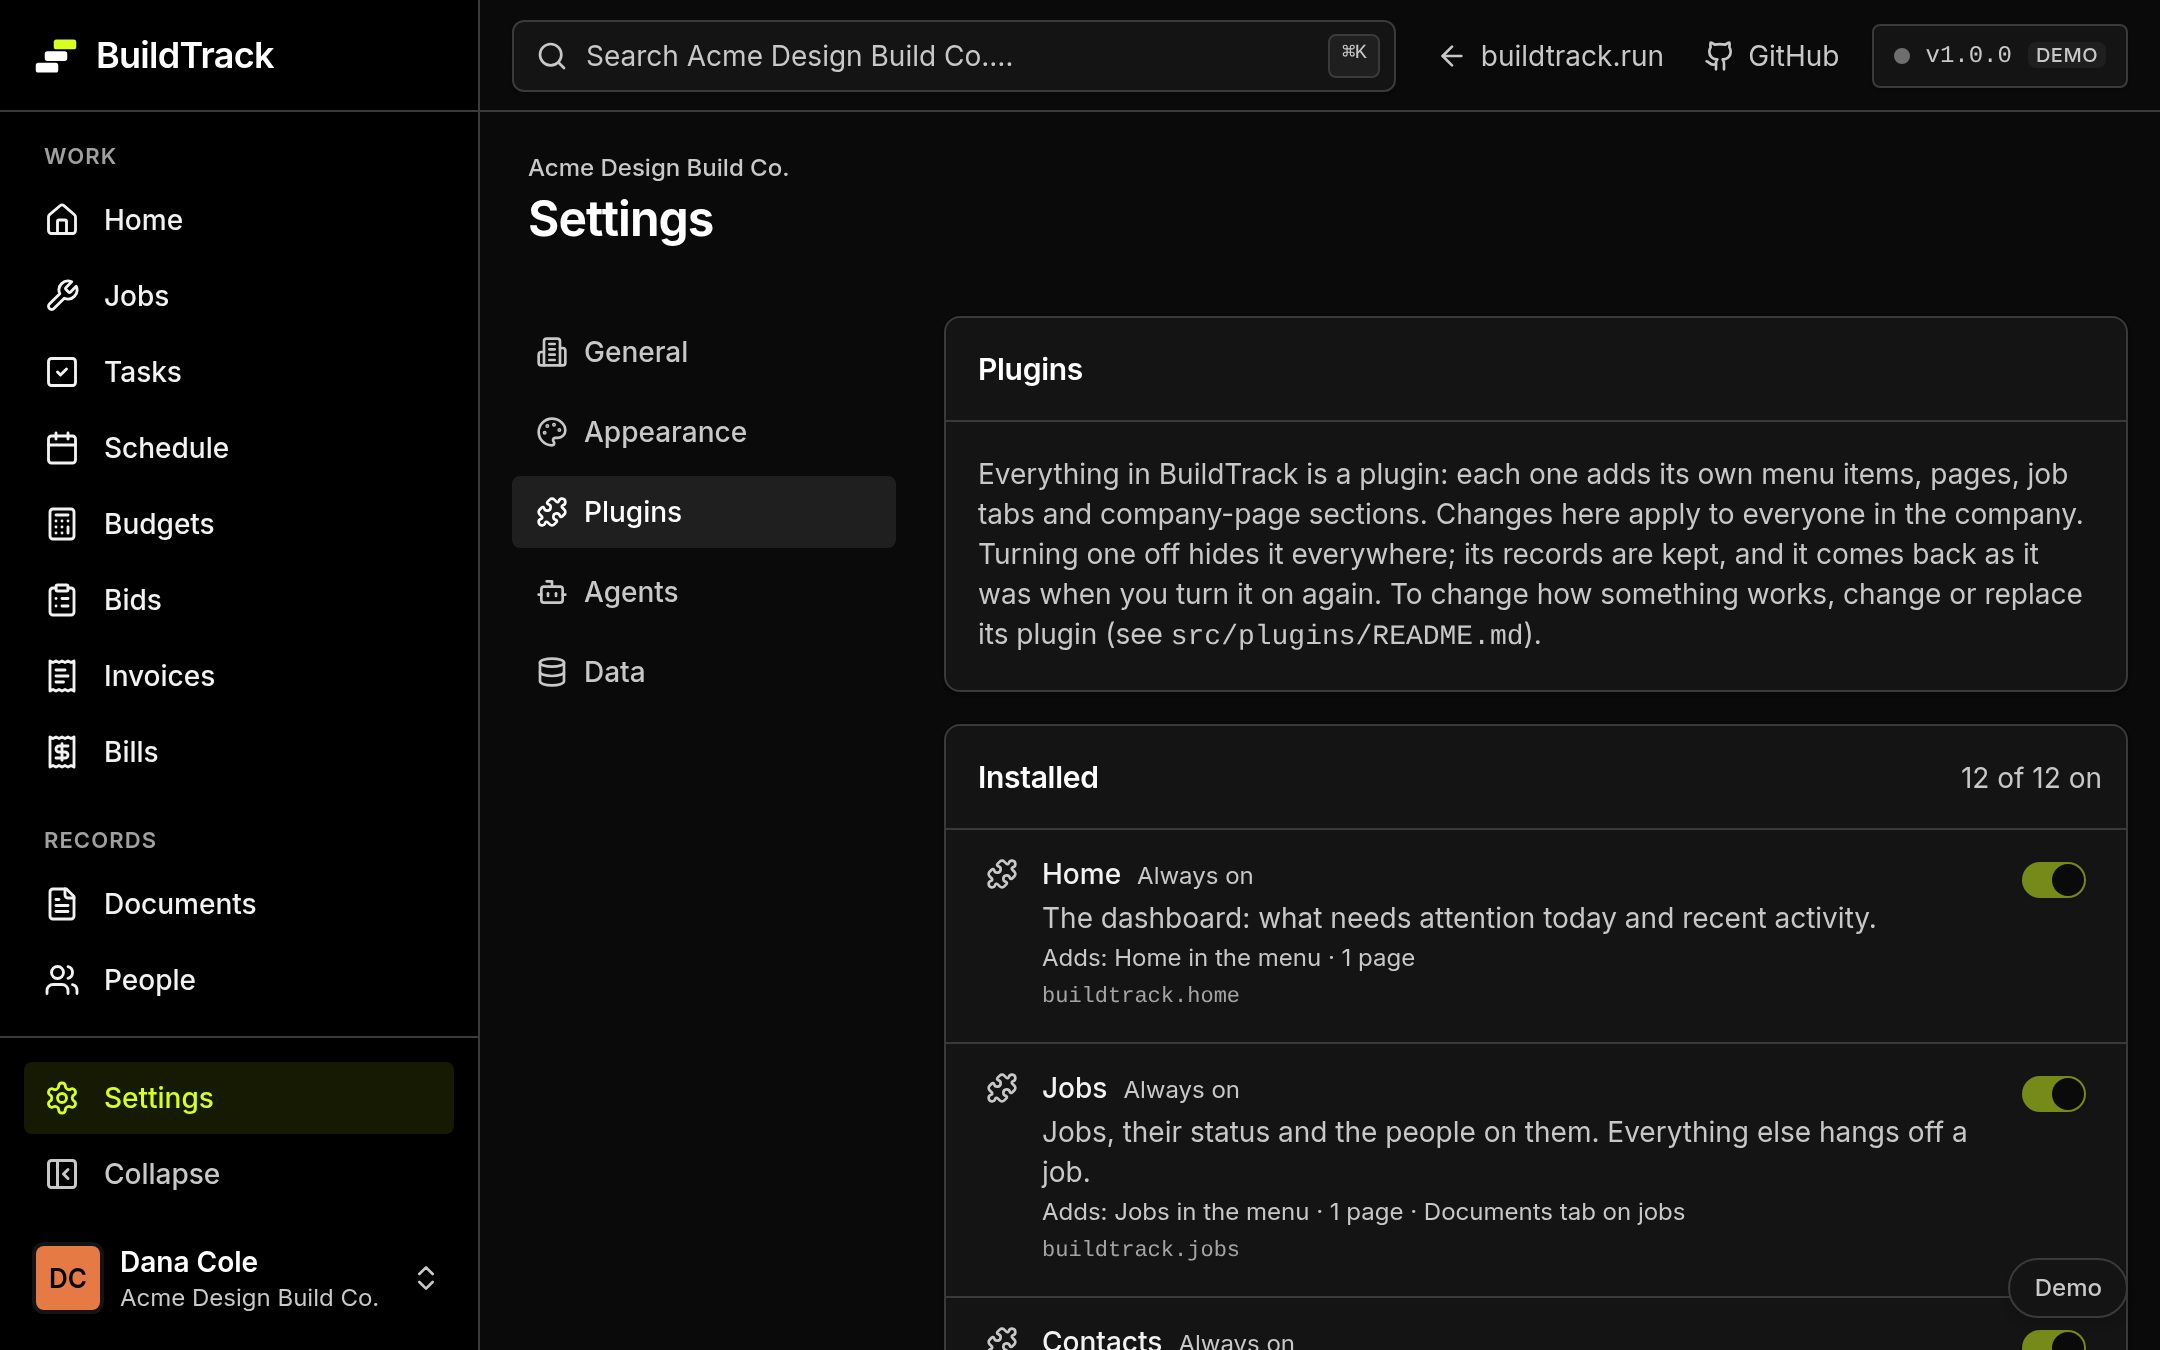 BuildTrack
Search Acme Design Build Co....
⌘K
buildtrack.run
GitHub
v1.0.0 DEMO
WORK
Home
Jobs
Tasks
Schedule
Budgets
Bids
Invoices
Bills
RECORDS
Documents
People
Settings
Collapse
DC
Dana Cole
Acme Design Build Co.
Acme Design Build Co.
Settings
General
Appearance
Plugins
Agents
Data
Plugins
Everything in BuildTrack is a plugin: each one adds its own menu items, pages, job
tabs and company-page sections. Changes here apply to everyone in the company.
Turning one off hides it everywhere; its records are kept, and it comes back as it
was when you turn it on again. To change how something works, change or replace
its plugin (see src/plugins/README.md).
Installed
12 of 12 on
Home Always on
The dashboard: what needs attention today and recent activity.
Adds: Home in the menu · 1 page
buildtrack.home
Jobs Always on
Jobs, their status and the people on them. Everything else hangs off a
job.
Adds: Jobs in the menu · 1 page · Documents tab on jobs
buildtrack.jobs
Demo
Contacts Always on